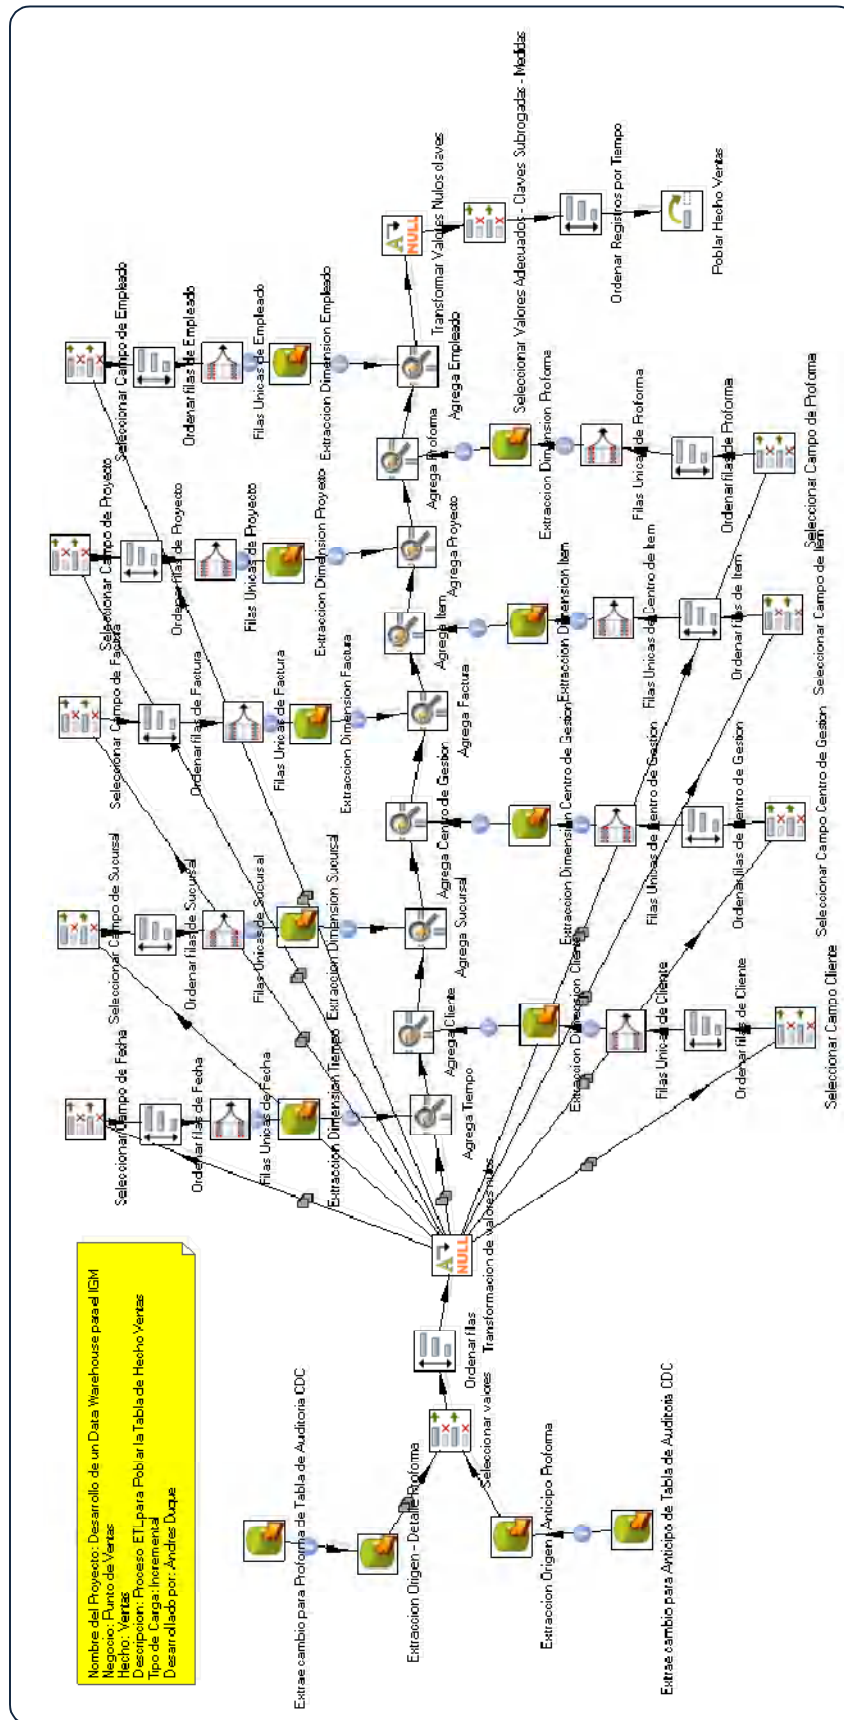 Nombre del Proyecto: Desarrollo de un Data Warehouse para el IGM
Negocio: Punto de Ventas
Hecho: Ventas
Descripcion: Proceso ETL para Poblar la Tabla de Hecho Ventas
Tipo de Carga: Incremental
Desarrollado por: Andres Duque
Extrae cambio para Proforma de Tabla de Auditoria CDC
Extraccion Origen - Detalle Proforma
Extraccion Origen - Anticipo Proforma
Extrae cambio para Anticipo de Tabla de Auditoria CDC
Seleccionar valores
Ordenar filas
Transformacion de valores nulos
NULL
Seleccionar Campo de Fecha
Ordenar filas de Fecha
Filas Unicas de Fecha
Extraccion Dimension Tiempo
Agrega Tiempo
Seleccionar Campo Cliente
Ordenar filas de Cliente
Filas Unicas de Cliente
Extraccion Dimension Cliente
Agrega Cliente
Seleccionar Campo de Sucursal
Ordenar filas de Sucursal
Filas Unicas de Sucursal
Extraccion Dimension Sucursal
Agrega Sucursal
Seleccionar Campo Centro de Gestion
Ordenar filas de Centro de Gestion
Filas Unicas de Centro de Gestion
Extraccion Dimension Centro de Gestion
Agrega Centro de Gestion
Seleccionar Campo de Factura
Ordenar filas de Factura
Filas Unicas de Factura
Extraccion Dimension Factura
Agrega Factura
Seleccionar Campo de Item
Ordenar filas de Item
Filas Unicas de Centro de Item
Extraccion Dimension Item
Agrega Item
Seleccionar Campo de Proyecto
Ordenar filas de Proyecto
Filas Unicas de Proyecto
Extraccion Dimension Proyecto
Agrega Proyecto
Seleccionar Campo de Proforma
Ordenar filas de Proforma
Filas Unicas de Proforma
Extraccion Dimension Proforma
Agrega Proforma
Seleccionar Campo de Empleado
Ordenar filas de Empleado
Filas Unicas de Empleado
Extraccion Dimension Empleado
Agrega Empleado
NULL
Transformar Valores Nulos claves
Seleccionar Valores Adecuados - Claves Subrogadas - Medidas
Ordenar Registros por Tiempo
Poblar Hecho Ventas